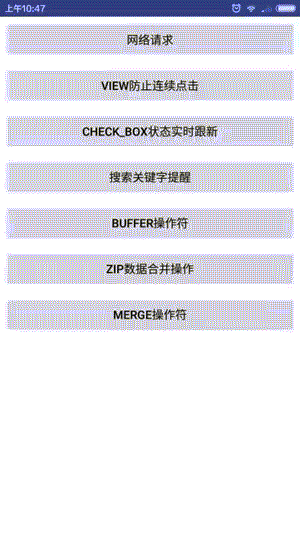 上午10:47
网络请求
VIEW防止连续点击
CHECK_BOX状态实时跟新
搜索关键字提醒
BUFFER操作符
ZIP数据合并操作
MERGE操作符